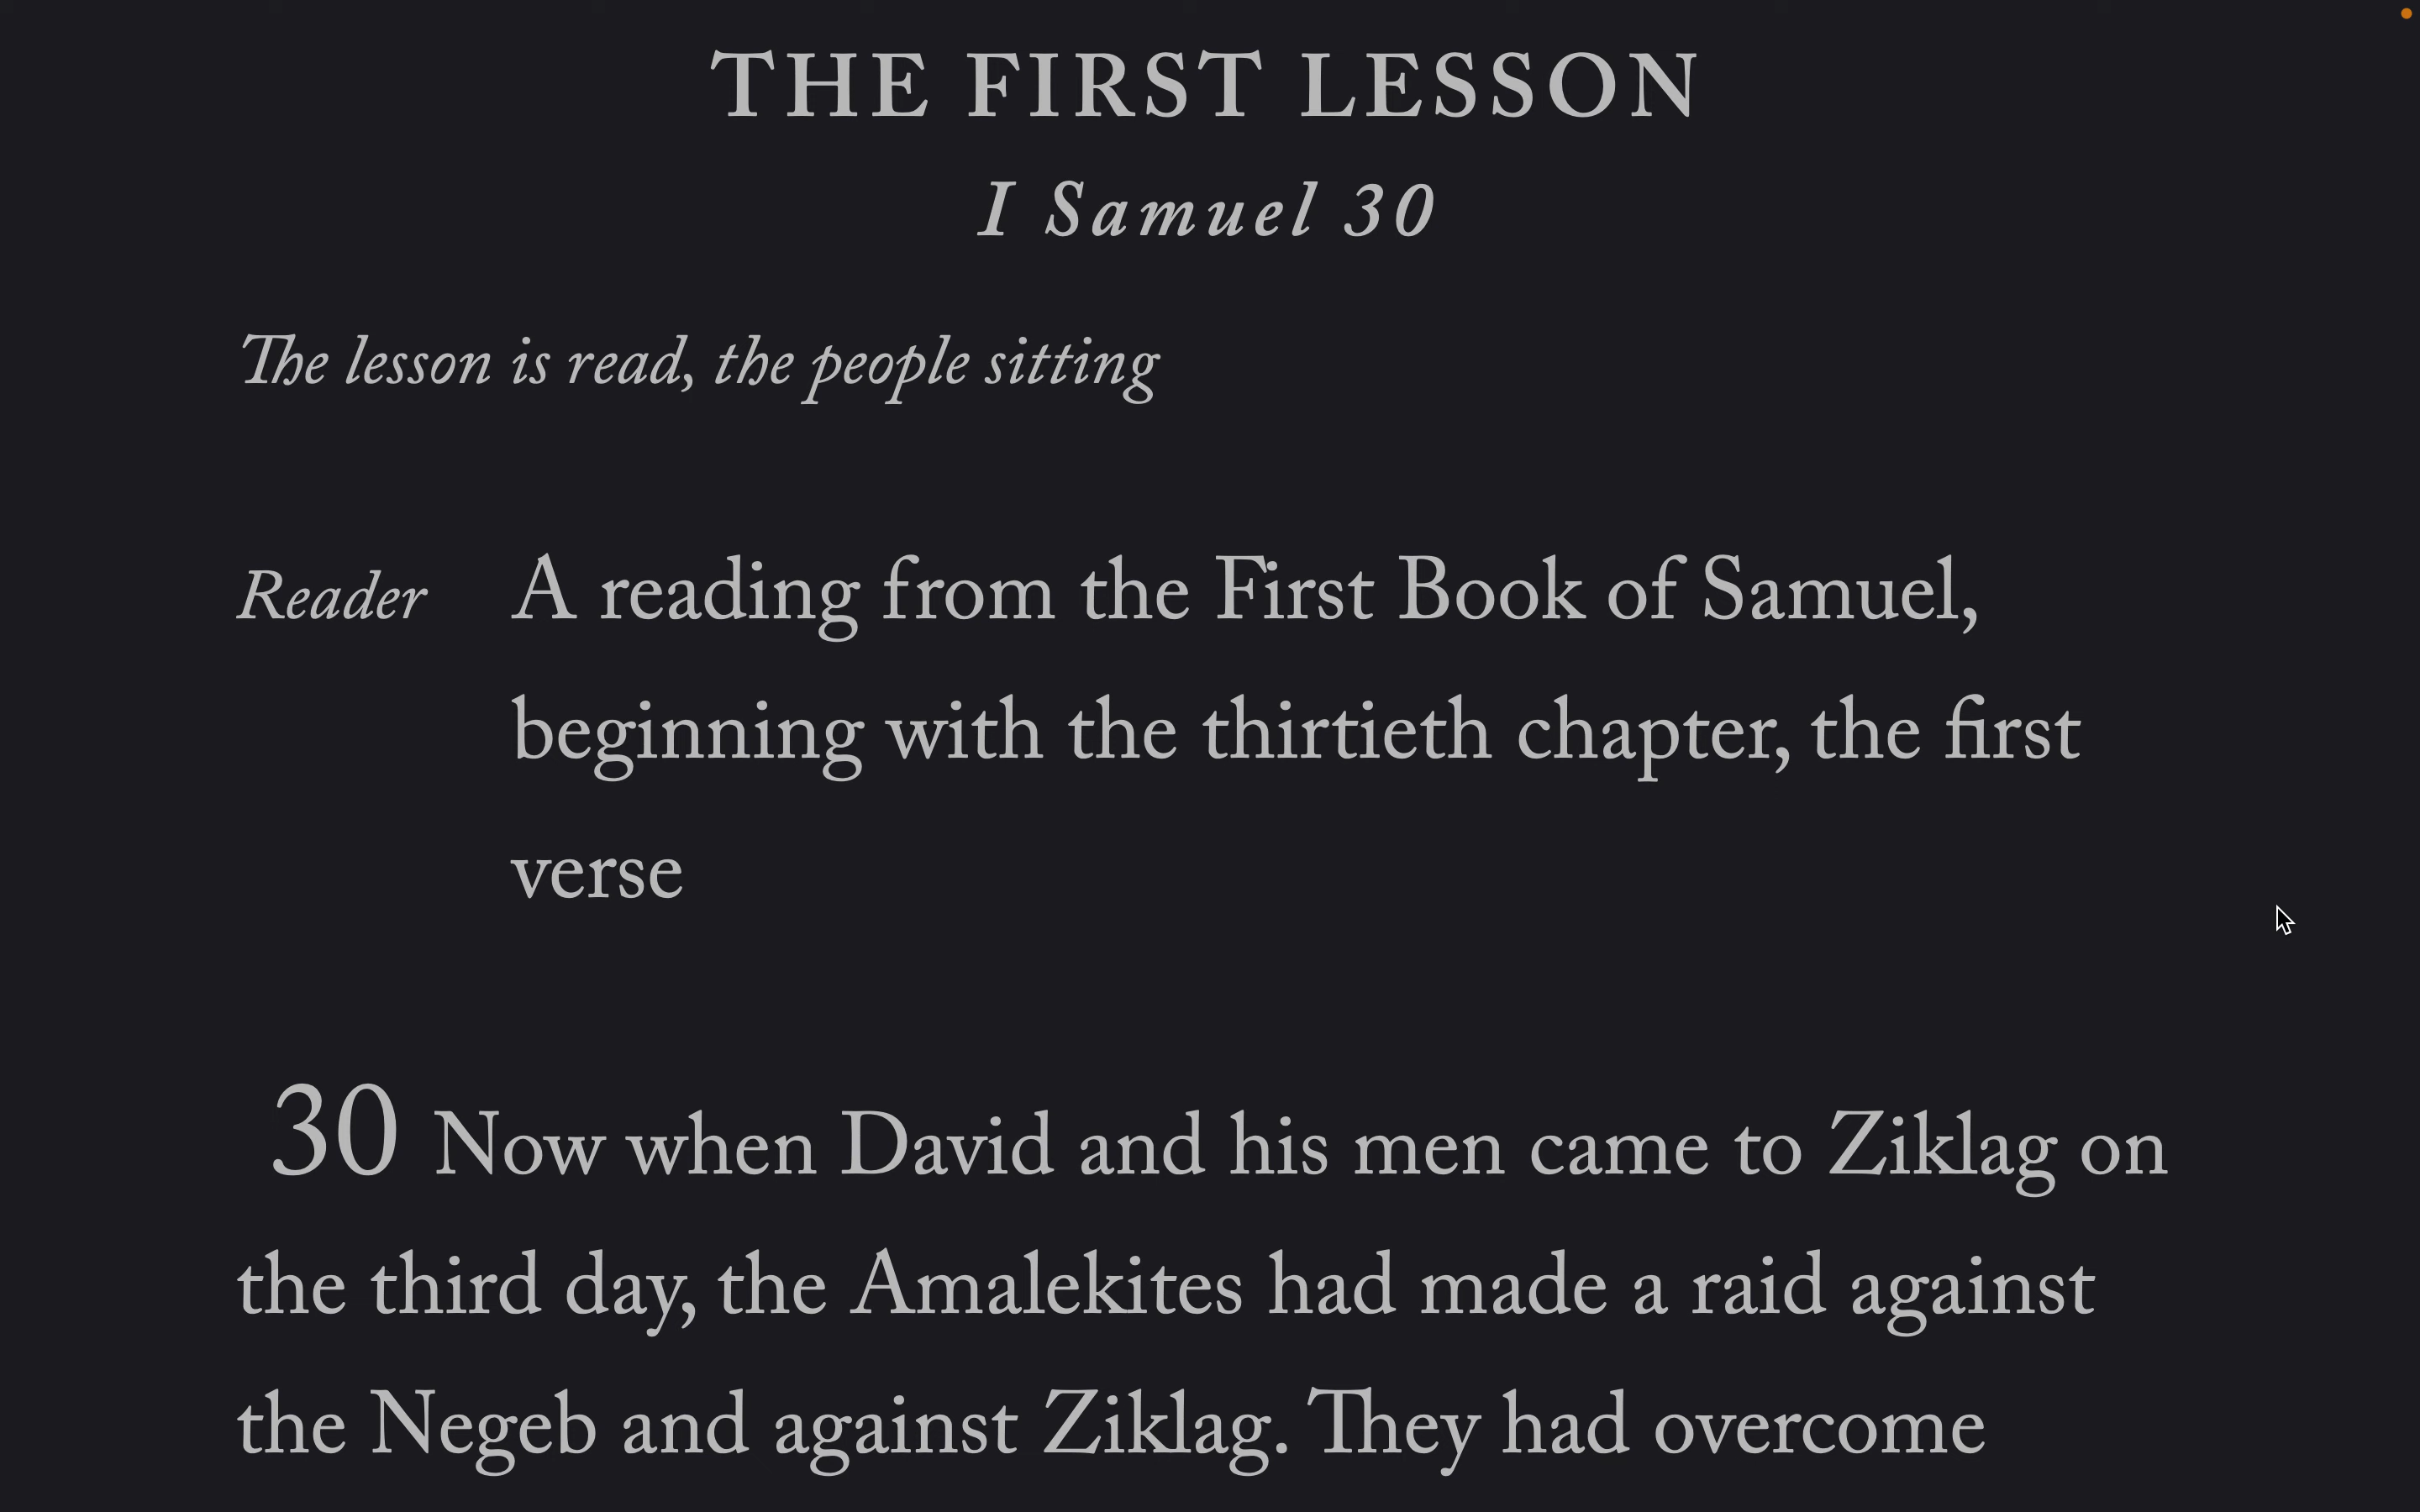 THE FIRST LESSON
I Samuel 30
The lesson is read, the people sitting
Reader A reading from the First Book of Samuel,
beginning with the thirtieth chapter, the first
verse
30 Now when David and his men came to Ziklag on
the third day, the Amalekites had made a raid against
the Negeb and against Ziklag. They had overcome